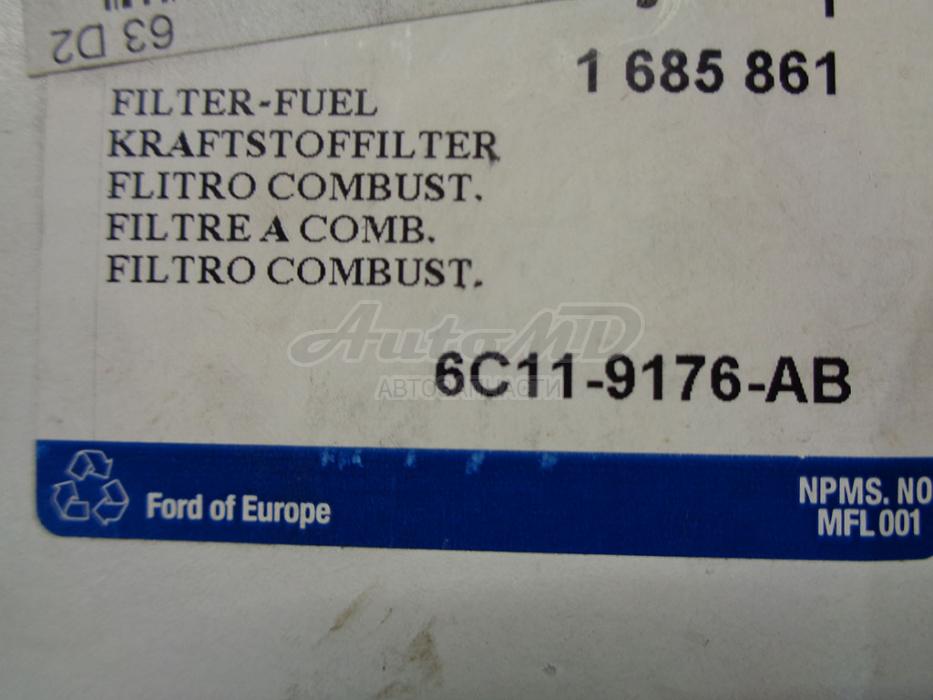 63 D2
1 685 861
FILTER-FUEL
KRAFTSTOFFILTER
FLITRO COMBUST.
FILTRE A COMB.
FILTRO COMBUST.
AutoMD
АВТОЗАПЧАСТИ
6C11-9176-AB
Ford of Europe
NPMS. NO
MFL 001